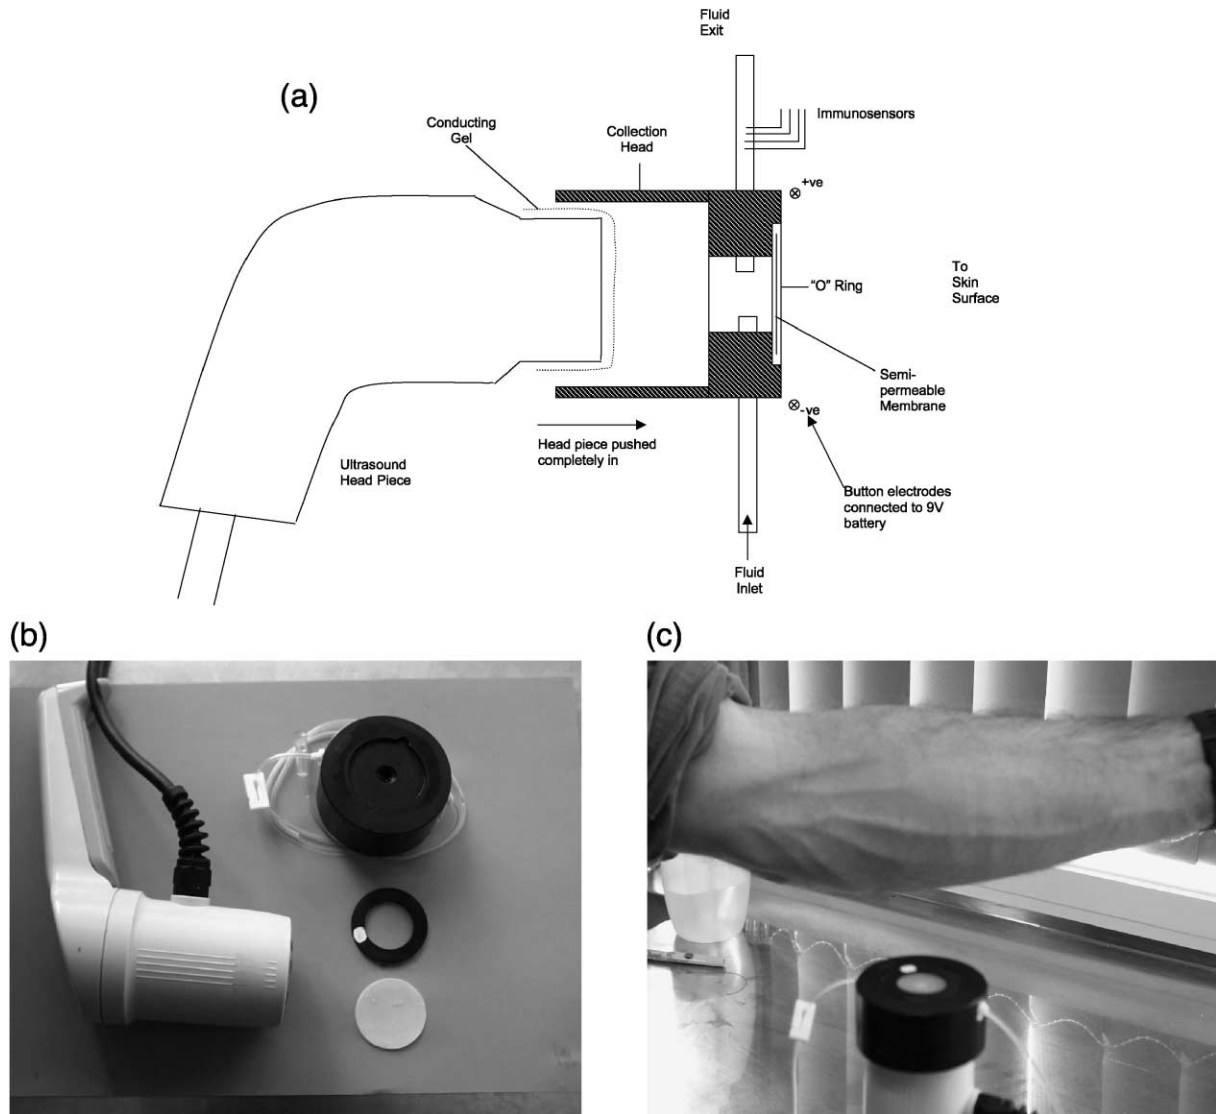 Fluid
Exit
(a)
Immunosensors
Conducting
Gel
Collection
Head
+ve
To
Skin
Surface
"O" Ring
Semi-
permeable
Membrane
-ve
Head piece pushed
completely in
Ultrasound
Head Piece
Button electrodes
connected to 9V
battery
Fluid
Inlet
(b)
(c)